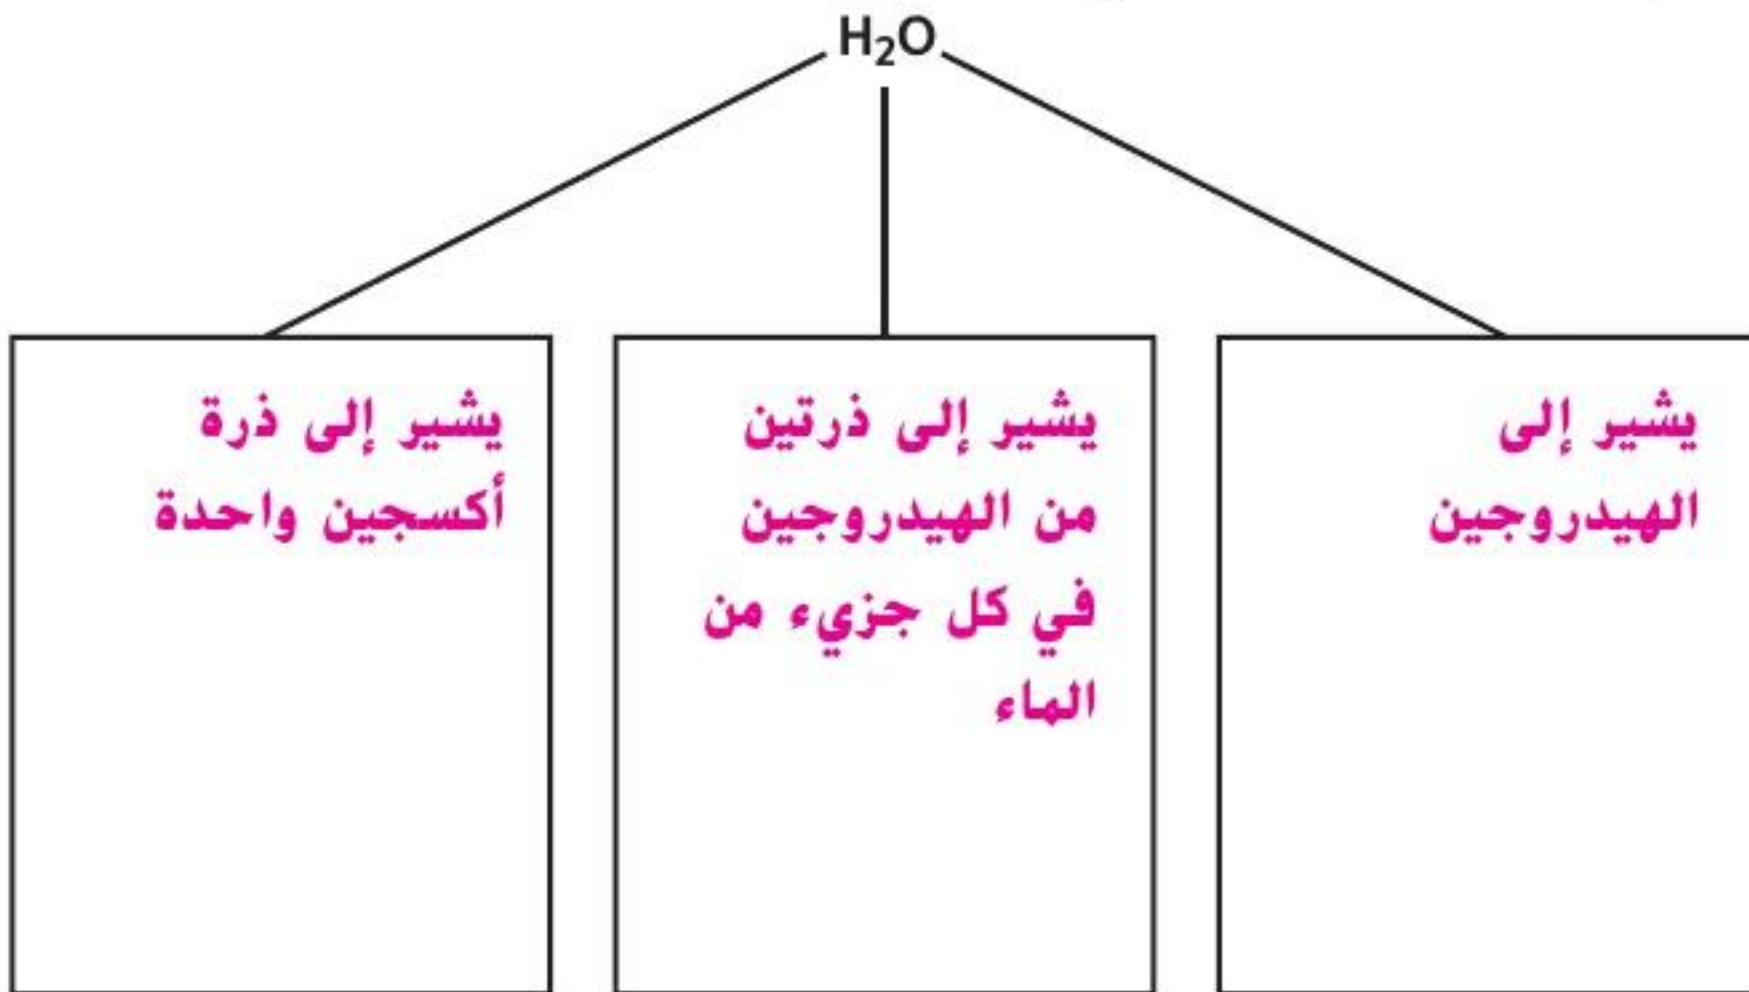 H₂O
يشير إلى
الهيدروجين
يشير إلى ذرتين
من الهيدروجين
في كل جزيء من
الماء
يشير إلى ذرة
أكسجين واحدة